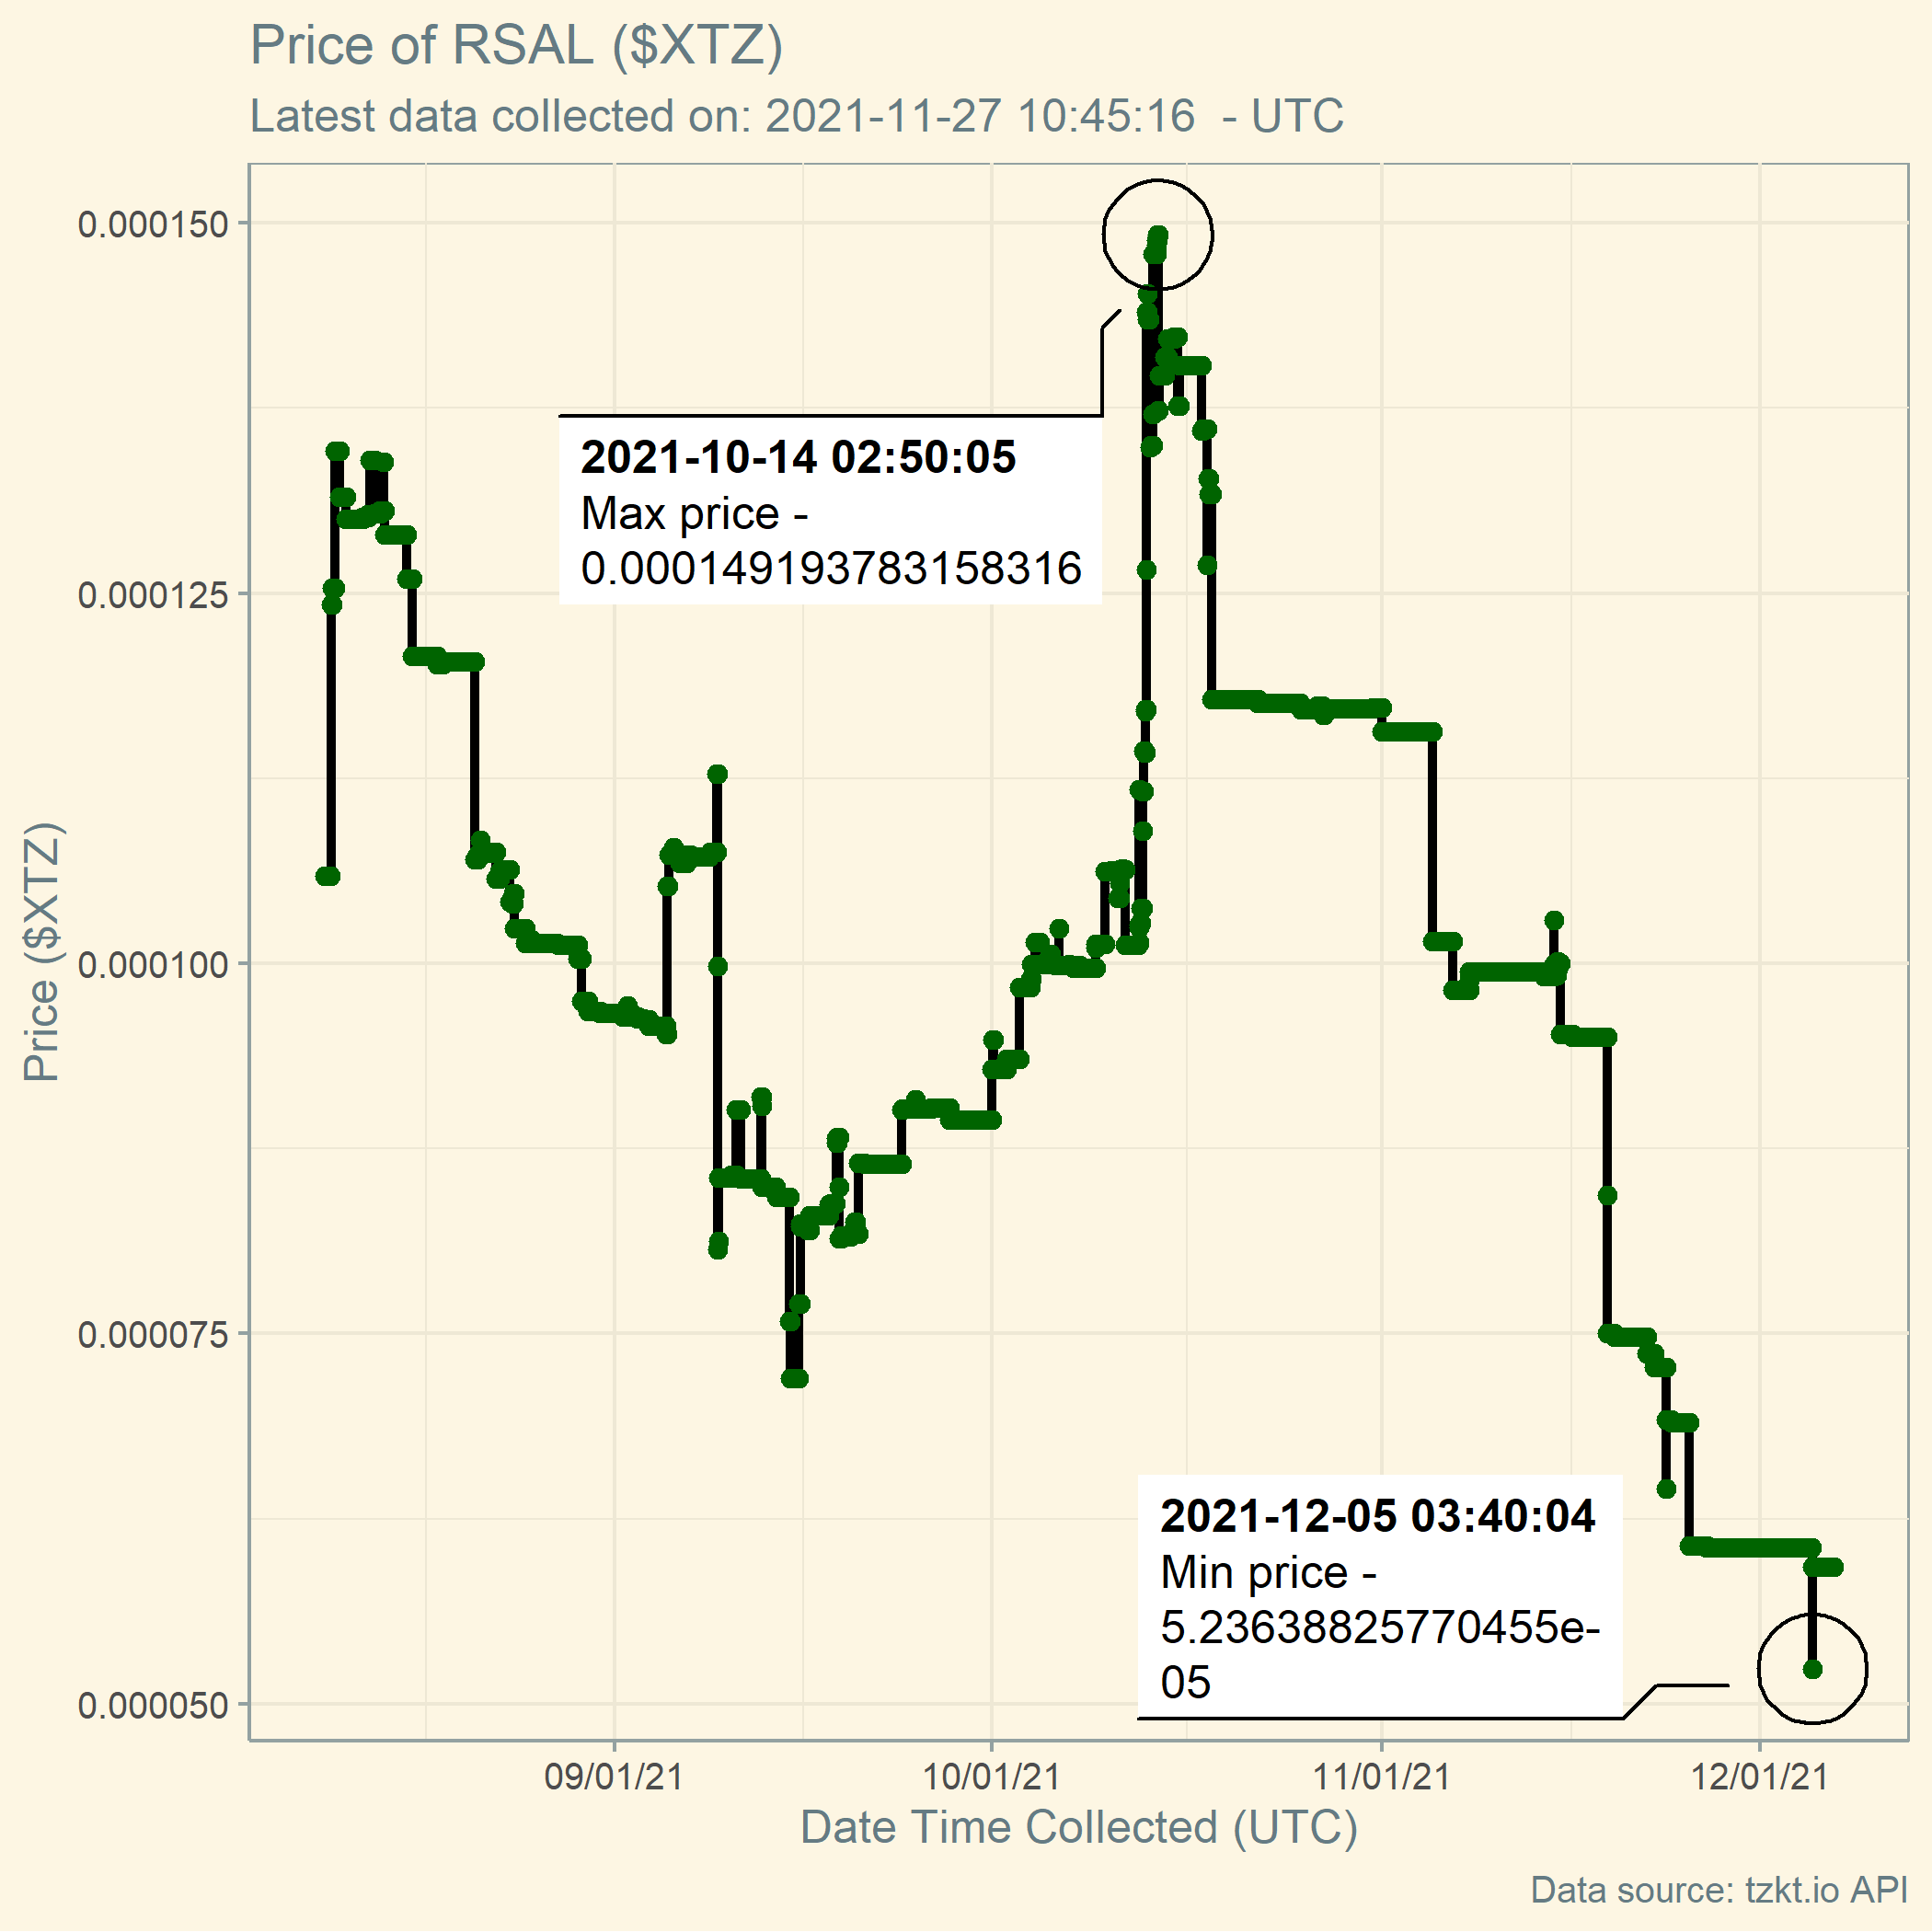 Price of RSAL ($XTZ)
Latest data collected on: 2021-11-27 10:45:16  - UTC
0.000150
0.000125
0.000100
0.000075
0.000050
Price ($XTZ)
2021-10-14 02:50:05
Max price -
0.000149193783158316
2021-12-05 03:40:04
Min price -
5.23638825770455e-
05
09/01/21
10/01/21
11/01/21
12/01/21
Date Time Collected (UTC)
Data source: tzkt.io API